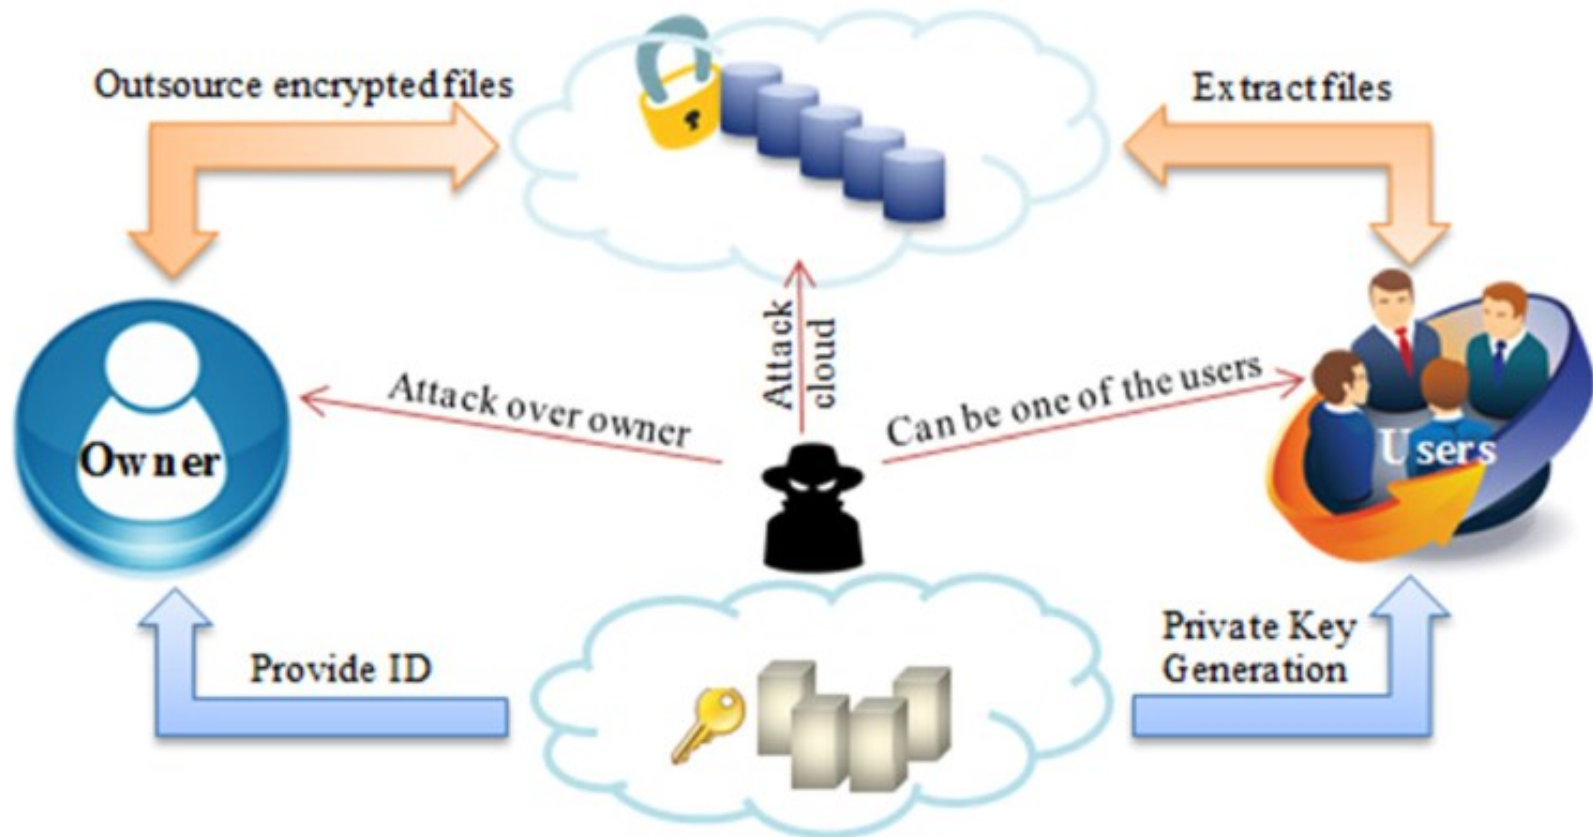 Outsource encrypted files
Extract files
Attack
cloud
Attack over owner
Can be one of the users
Owner
Users
Provide ID
Private Key
Generation